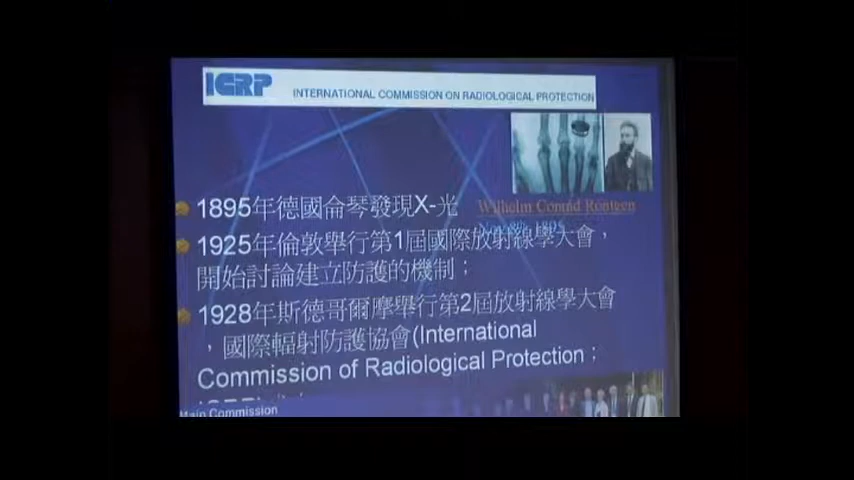 ICRP
INTERNATIONAL COMMISSION ON RADIOLOGICAL PROTECTION
1895年德國侖琴發現X-光
Wilhelm Conrad Röntgen
1925年倫敦舉行第1屆國際放射線學大會，
開始討論建立防護的機制；
1928年斯德哥爾摩舉行第2屆放射線學大會
，國際輻射防護協會(International
Commission of Radiological Protection；
Main Commission